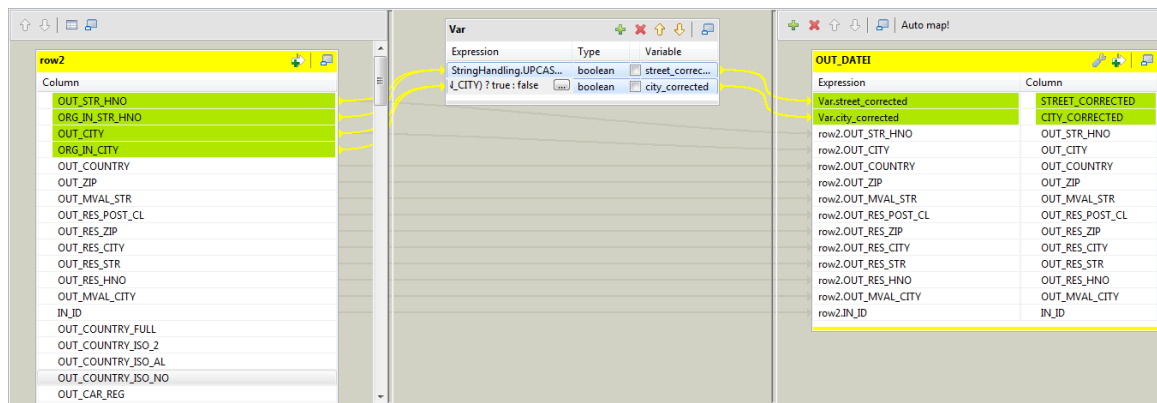 Auto map!
row2
Column
OUT_STR_HNO
ORG_IN_STR_HNO
OUT_CITY
ORG_IN_CITY
OUT_COUNTRY
OUT_ZIP
OUT_MVAL_STR
OUT_RES_POST_CL
OUT_RES_ZIP
OUT_RES_CITY
OUT_RES_STR
OUT_RES_HNO
OUT_MVAL_CITY
IN_ID
OUT_COUNTRY_FULL
OUT_COUNTRY_ISO_2
OUT_COUNTRY_ISO_AL
OUT_COUNTRY_ISO_NO
OUT_CAR_REG
Var
Expression Type Variable
StringHandling.UPCAS... boolean street_correc...
_CITY) ? true : false ... boolean city_corrected
OUT_DATEI
Expression Column
Var.street_corrected STREET_CORRECTED
Var.city_corrected CITY_CORRECTED
row2.OUT_STR_HNO OUT_STR_HNO
row2.OUT_CITY OUT_CITY
row2.OUT_COUNTRY OUT_COUNTRY
row2.OUT_ZIP OUT_ZIP
row2.OUT_MVAL_STR OUT_MVAL_STR
row2.OUT_RES_POST_CL OUT_RES_POST_CL
row2.OUT_RES_ZIP OUT_RES_ZIP
row2.OUT_RES_CITY OUT_RES_CITY
row2.OUT_RES_STR OUT_RES_STR
row2.OUT_RES_HNO OUT_RES_HNO
row2.OUT_MVAL_CITY OUT_MVAL_CITY
row2.IN_ID IN_ID